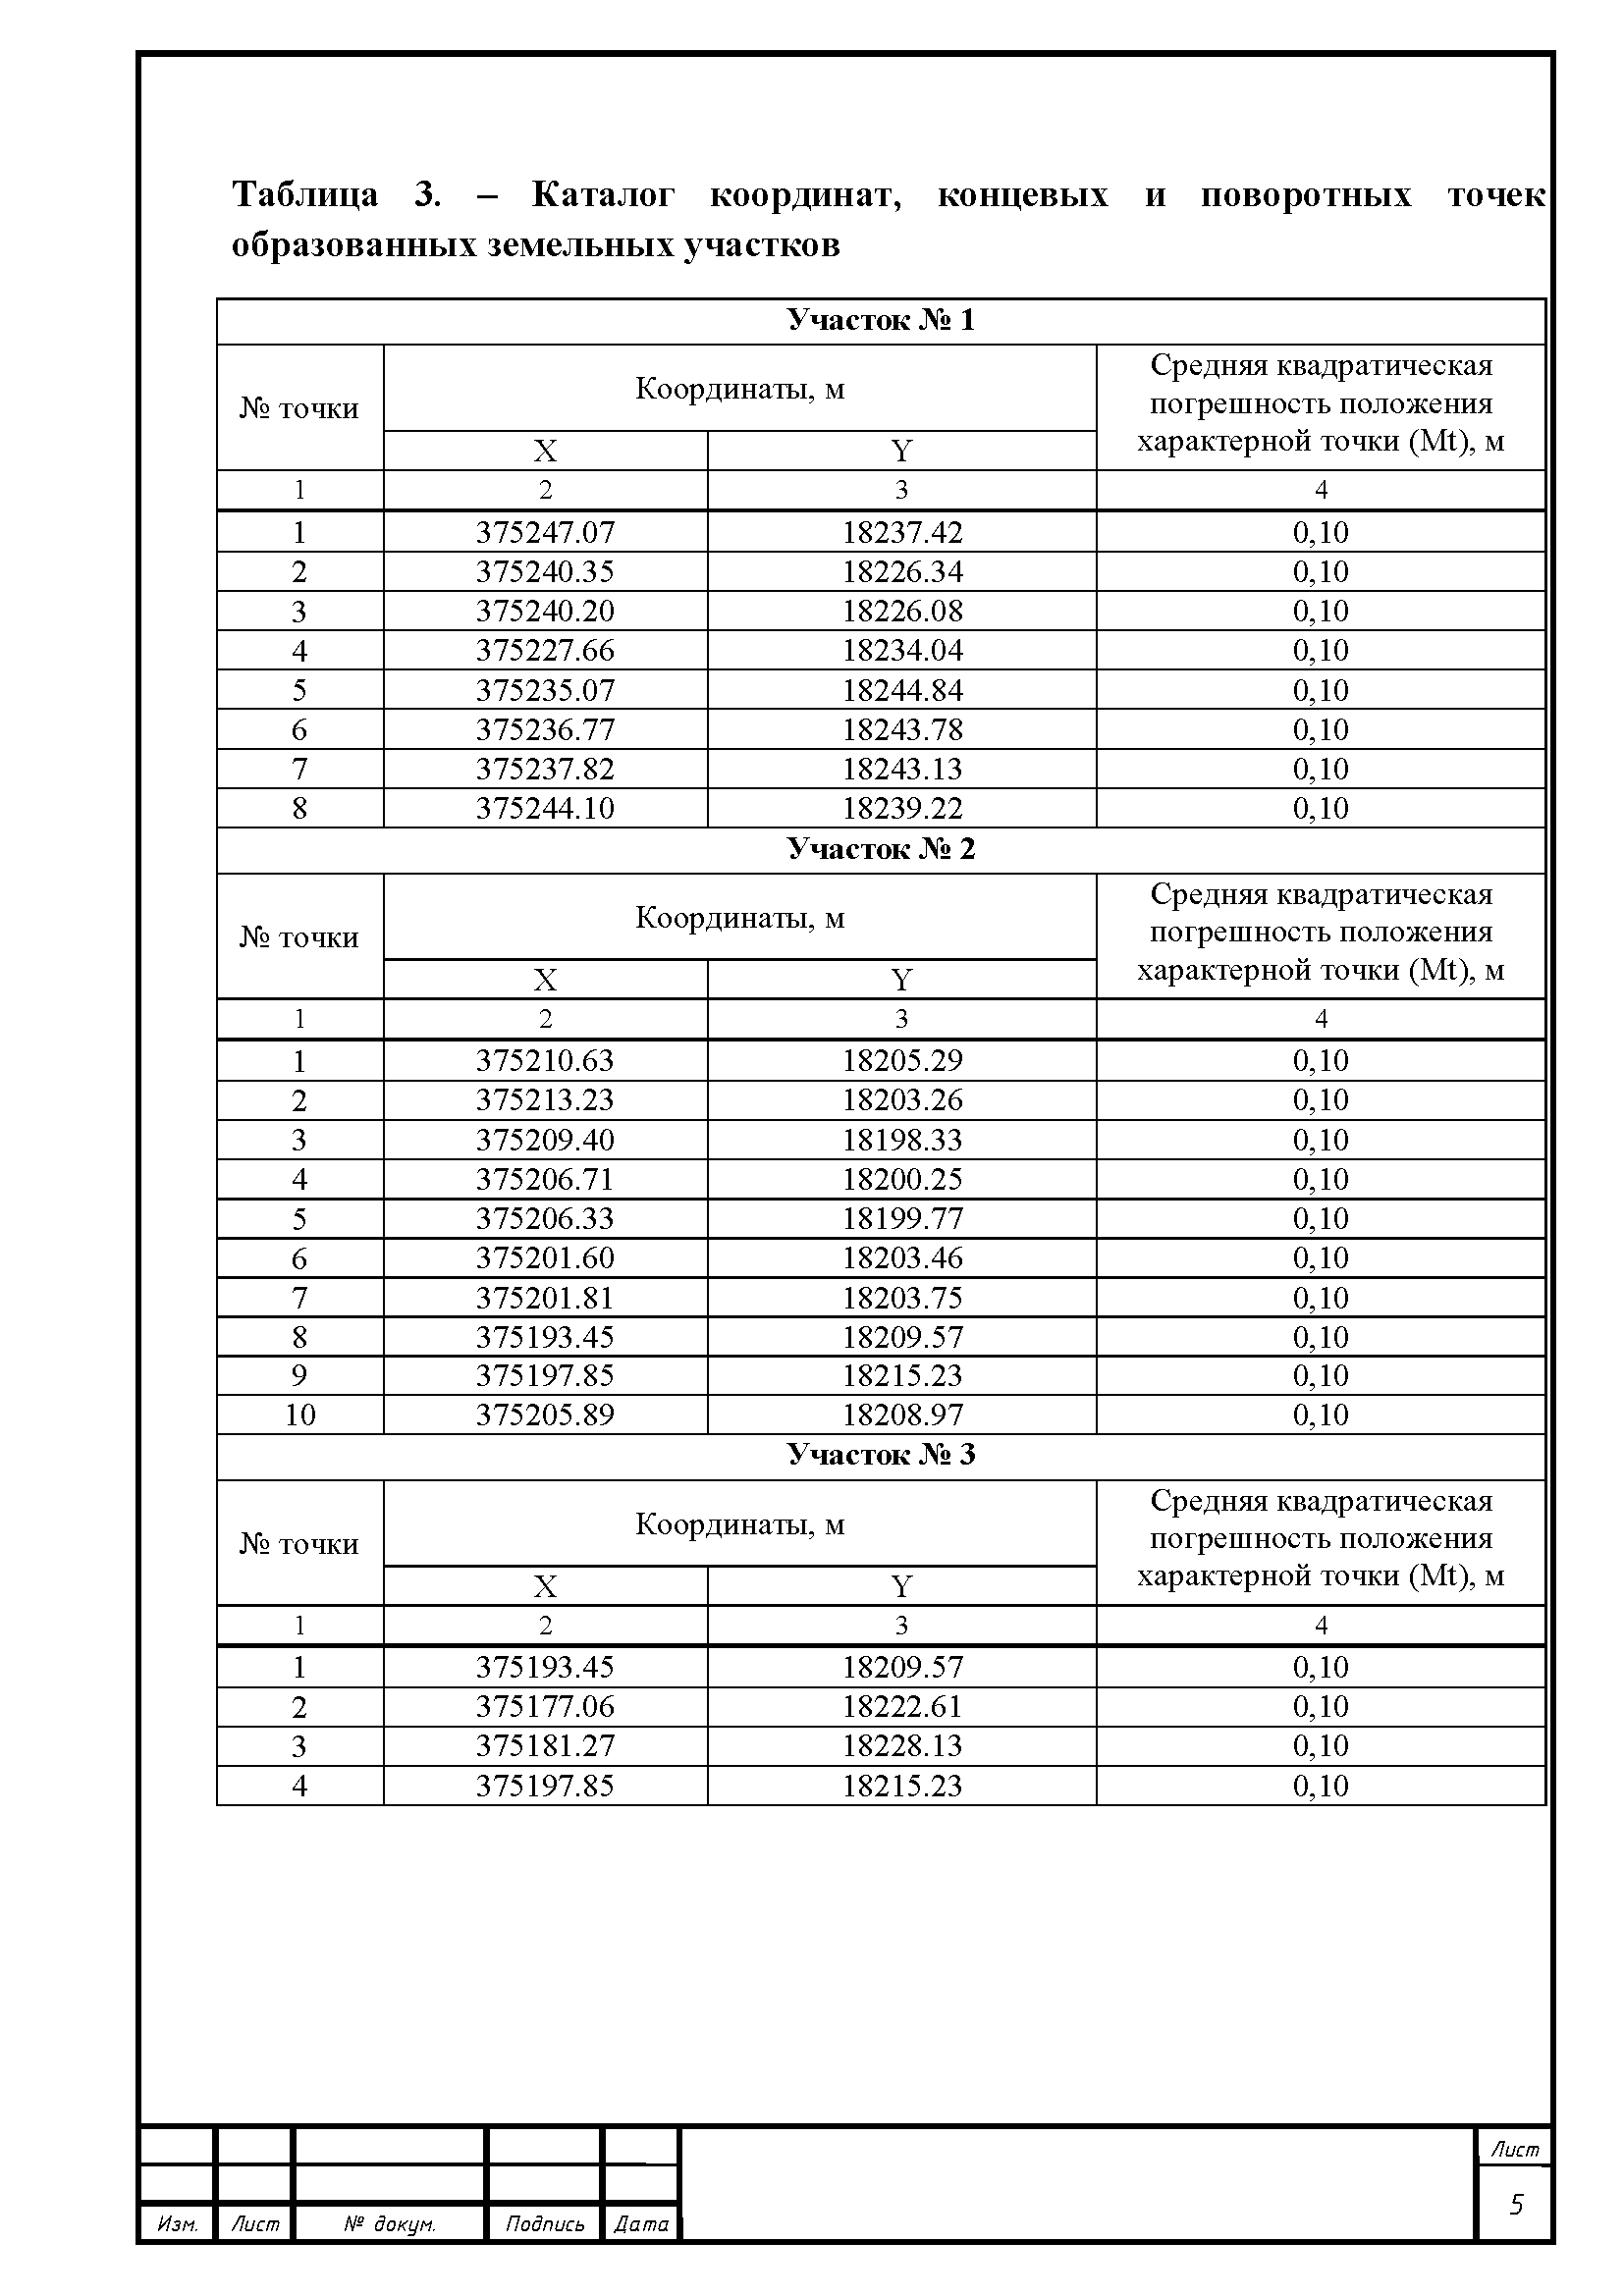 Таблица 3. – Каталог координат, концевых и поворотных точек
образованных земельных участков
Участок № 1
№ точки Координаты, м Средняя квадратическая
погрешность положения
характерной точки (Mt), м
X Y
1 2 3 4
1 375247.07 18237.42 0,10
2 375240.35 18226.34 0,10
3 375240.20 18226.08 0,10
4 375227.66 18234.04 0,10
5 375235.07 18244.84 0,10
6 375236.77 18243.78 0,10
7 375237.82 18243.13 0,10
8 375244.10 18239.22 0,10
Участок № 2
№ точки Координаты, м Средняя квадратическая
погрешность положения
характерной точки (Mt), м
X Y
1 2 3 4
1 375210.63 18205.29 0,10
2 375213.23 18203.26 0,10
3 375209.40 18198.33 0,10
4 375206.71 18200.25 0,10
5 375206.33 18199.77 0,10
6 375201.60 18203.46 0,10
7 375201.81 18203.75 0,10
8 375193.45 18209.57 0,10
9 375197.85 18215.23 0,10
10 375205.89 18208.97 0,10
Участок № 3
№ точки Координаты, м Средняя квадратическая
погрешность положения
характерной точки (Mt), м
X Y
1 2 3 4
1 375193.45 18209.57 0,10
2 375177.06 18222.61 0,10
3 375181.27 18228.13 0,10
4 375197.85 18215.23 0,10
Лист
5
Изм. Лист № докум. Подпись Дата